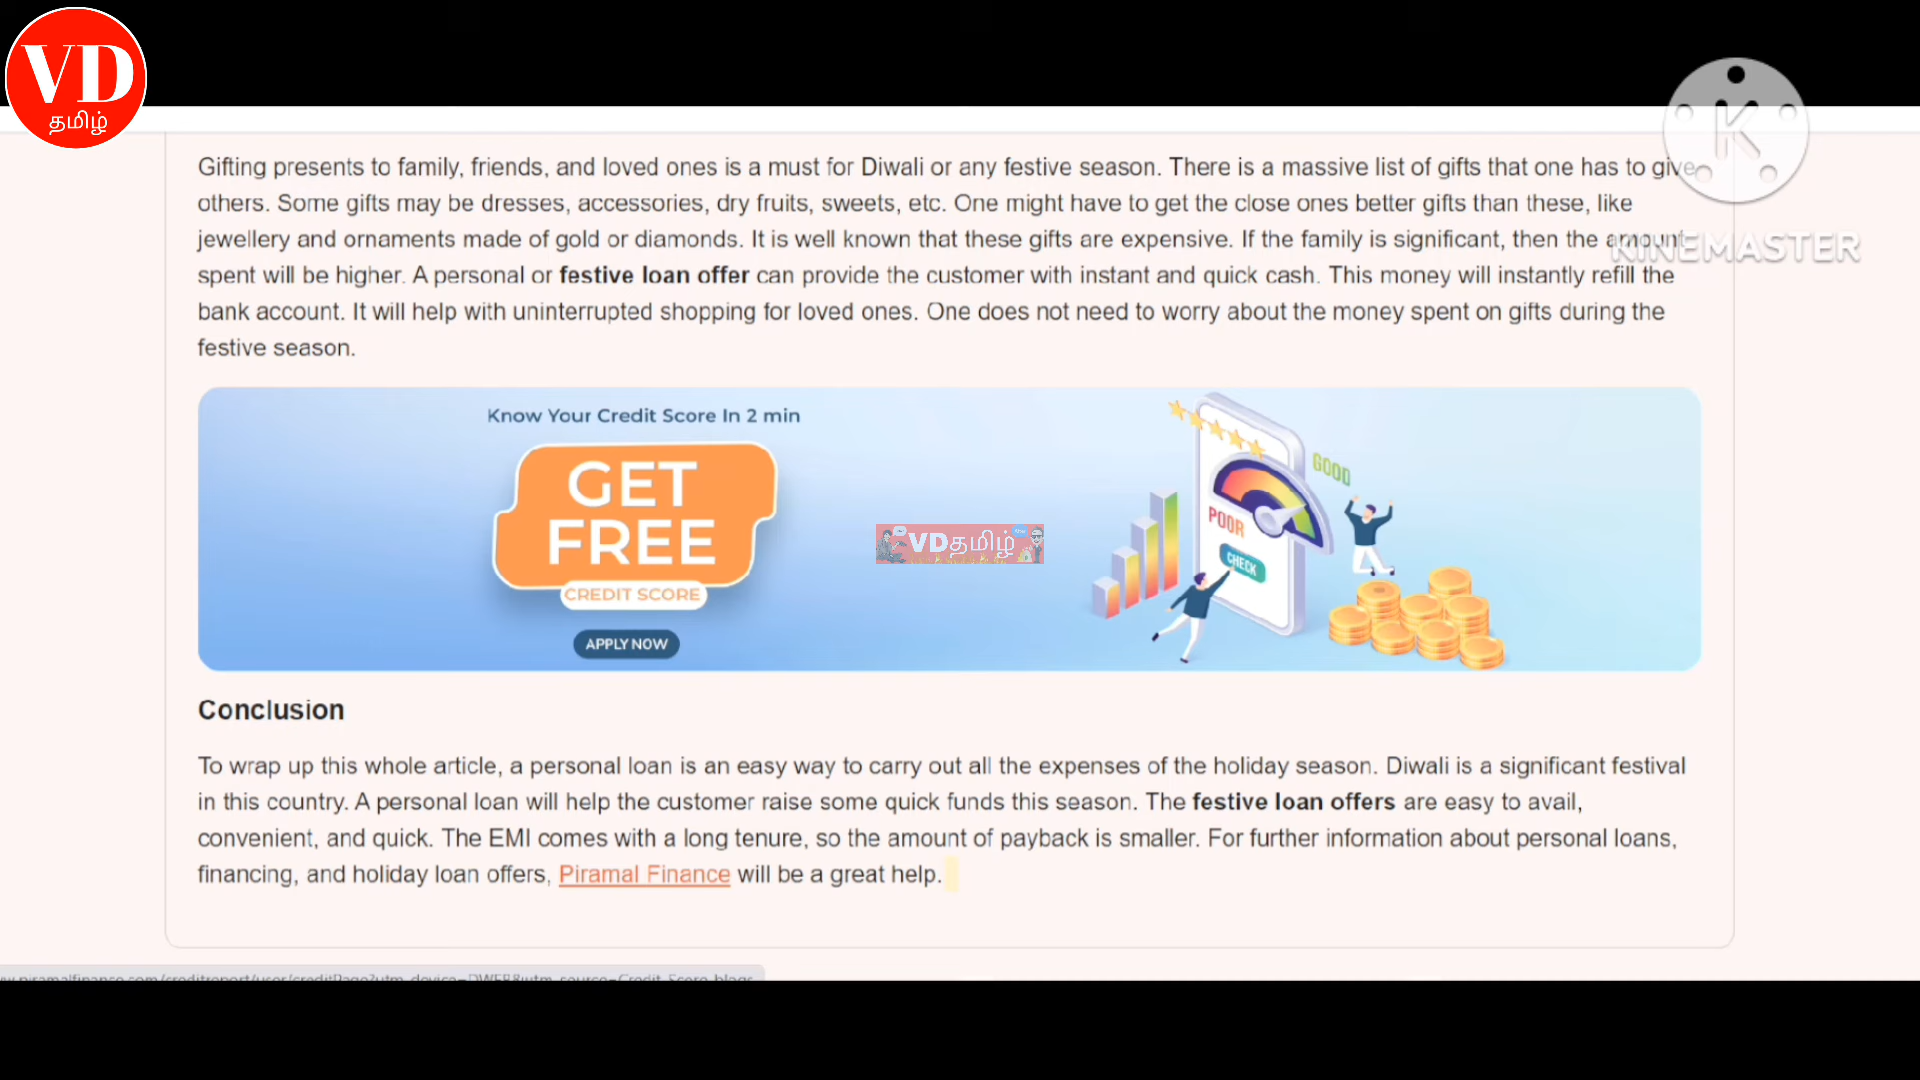 VD
தமிழ்
K
KINEMASTER
Gifting presents to family, friends, and loved ones is a must for Diwali or any festive season. There is a massive list of gifts that one has to give
others. Some gifts may be dresses, accessories, dry fruits, sweets, etc. One might have to get the close ones better gifts than these, like
jewellery and ornaments made of gold or diamonds. It is well known that these gifts are expensive. If the family is significant, then the amount
spent will be higher. A personal or festive loan offer can provide the customer with instant and quick cash. This money will instantly refill the
bank account. It will help with uninterrupted shopping for loved ones. One does not need to worry about the money spent on gifts during the
festive season.
Know Your Credit Score In 2 min
GET
FREE
CREDIT SCORE
APPLY NOW
VDதமிழ்
GOOD
POOR
CHECK
Conclusion
To wrap up this whole article, a personal loan is an easy way to carry out all the expenses of the holiday season. Diwali is a significant festival
in this country. A personal loan will help the customer raise some quick funds this season. The festive loan offers are easy to avail,
convenient, and quick. The EMI comes with a long tenure, so the amount of payback is smaller. For further information about personal loans,
financing, and holiday loan offers, Piramal Finance will be a great help.
piramalfinance.com/creditreport/user/creditPage?utm_device=DWEB&utm_source=Credit_Score_blogs